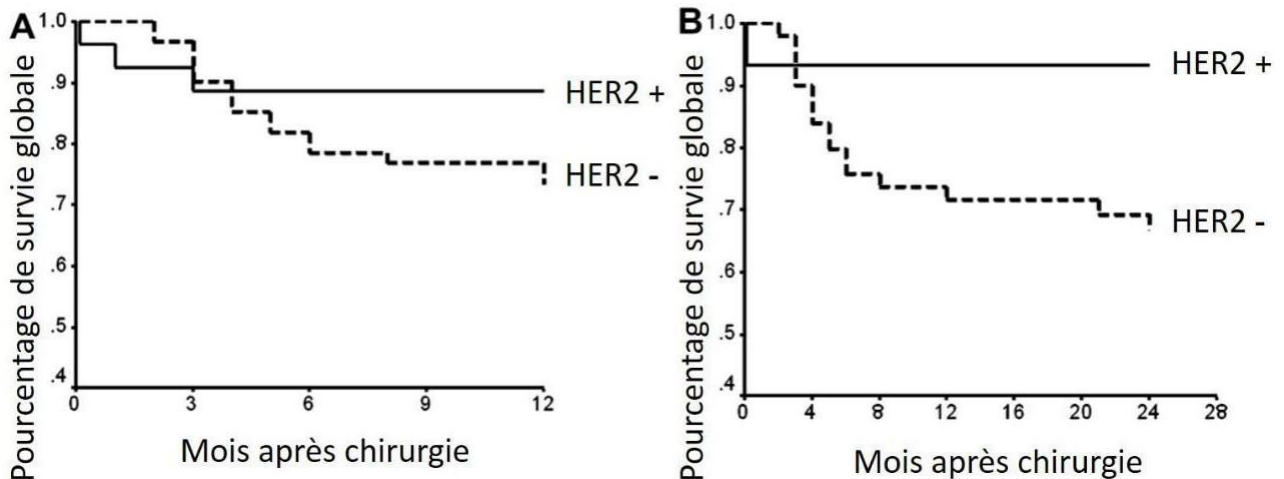 A
Pourcentage de survie globale
1.0
.9
.8
.7
.6
.5
.4
0 3 6 9 12
Mois après chirurgie
HER2 +
HER2 -
B
Pourcentage de survie globale
1.0
.9
.8
.7
.6
.5
.4
0 4 8 12 16 20 24 28
Mois après chirurgie
HER2 +
HER2 -